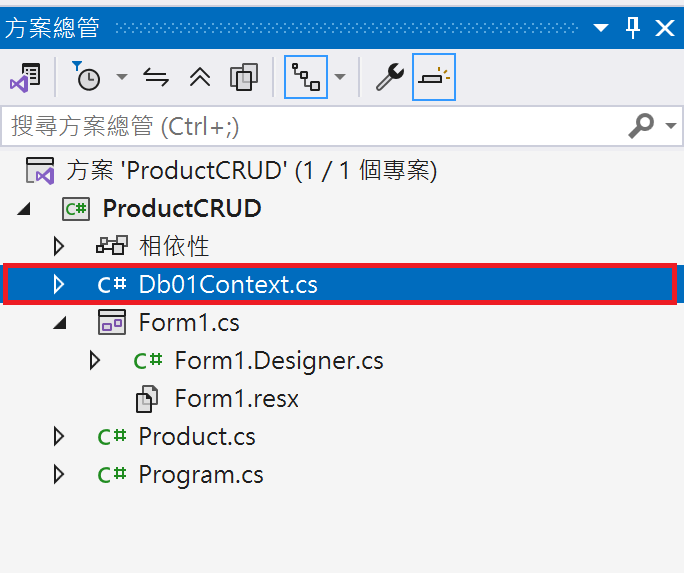 方案總管
搜尋方案總管 (Ctrl+;)
方案 'ProductCRUD' (1 / 1 個專案)
C# ProductCRUD
相依性
C# Db01Context.cs
Form1.cs
C# Form1.Designer.cs
Form1.resx
C# Product.cs
C# Program.cs